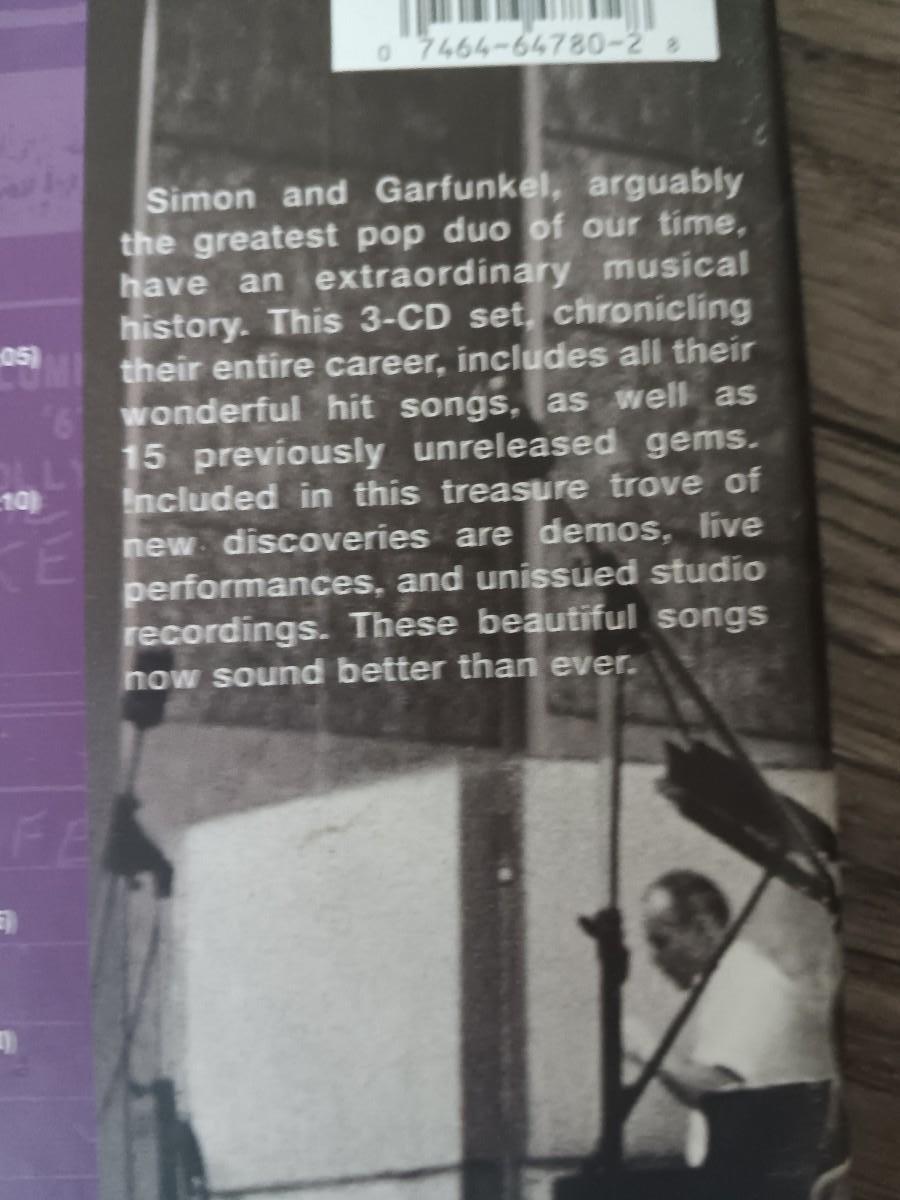 0 7464-64780-2 8
Simon and Garfunkel, arguably
the greatest pop duo of our time,
have an extraordinary musical
history. This 3-CD set, chronicling
their entire career, includes all their
wonderful hit songs, as well as
15 previously unreleased gems.
Included in this treasure trove of
new discoveries are demos, live
performances, and unissued studio
recordings. These beautiful songs
now sound better than ever.
05)
10)